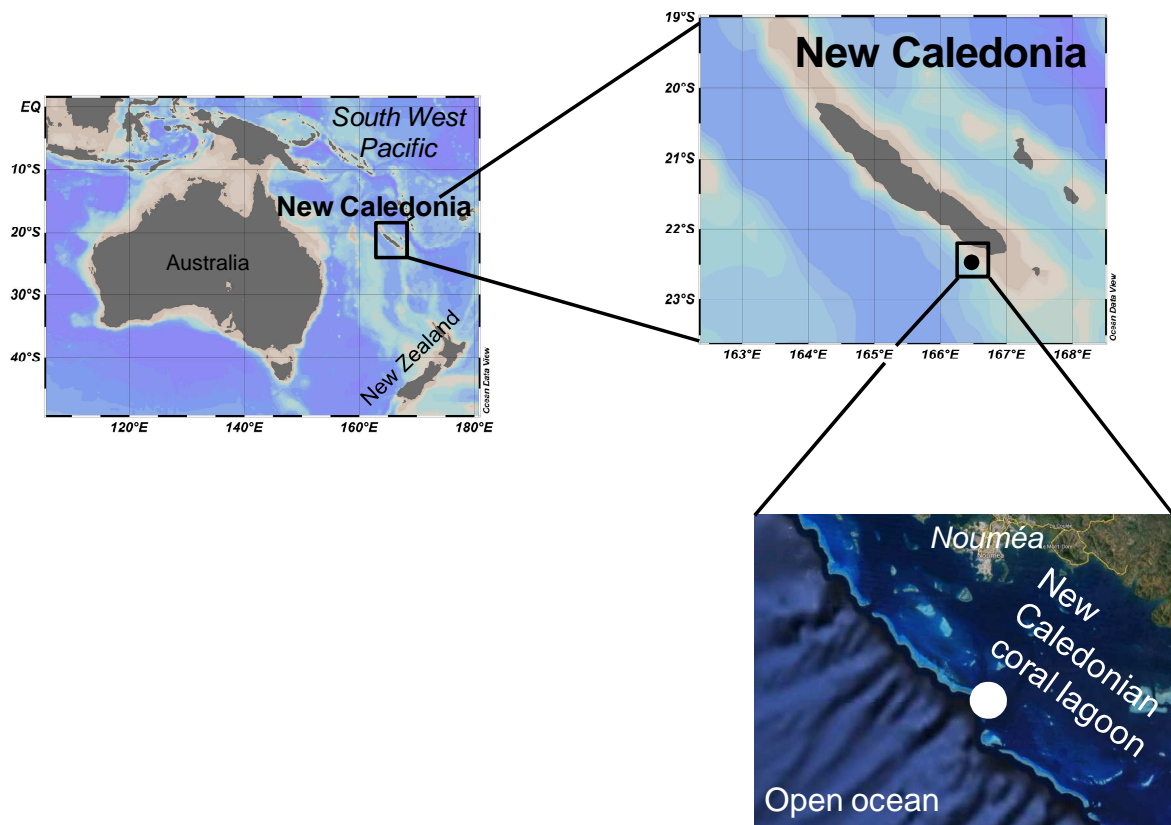 EQ
10°S
20°S
30°S
40°S
120°E
140°E
160°E
180°E
South West
Pacific
New Caledonia
Australia
New Zealand
Ocean Data View
New Caledonia
19°S
20°S
21°S
22°S
23°S
163°E
164°E
165°E
166°E
167°E
168°E
Ocean Data View
Nouméa
Nouméa
New
Caledonian
coral lagoon
Open ocean